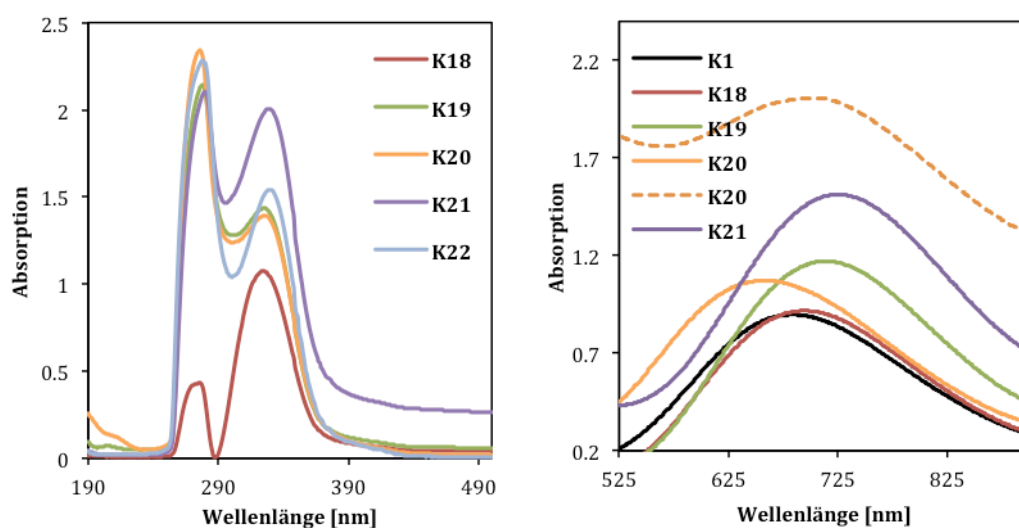 2.5
2
1.5
1
0.5
0
Absorption
190 290 390 490
Wellenlänge [nm]
K18
K19
K20
K21
K22
2.2
1.7
1.2
0.7
0.2
Absorption
525 625 725 825
Wellenlänge [nm]
K1
K18
K19
K20
K20
K21